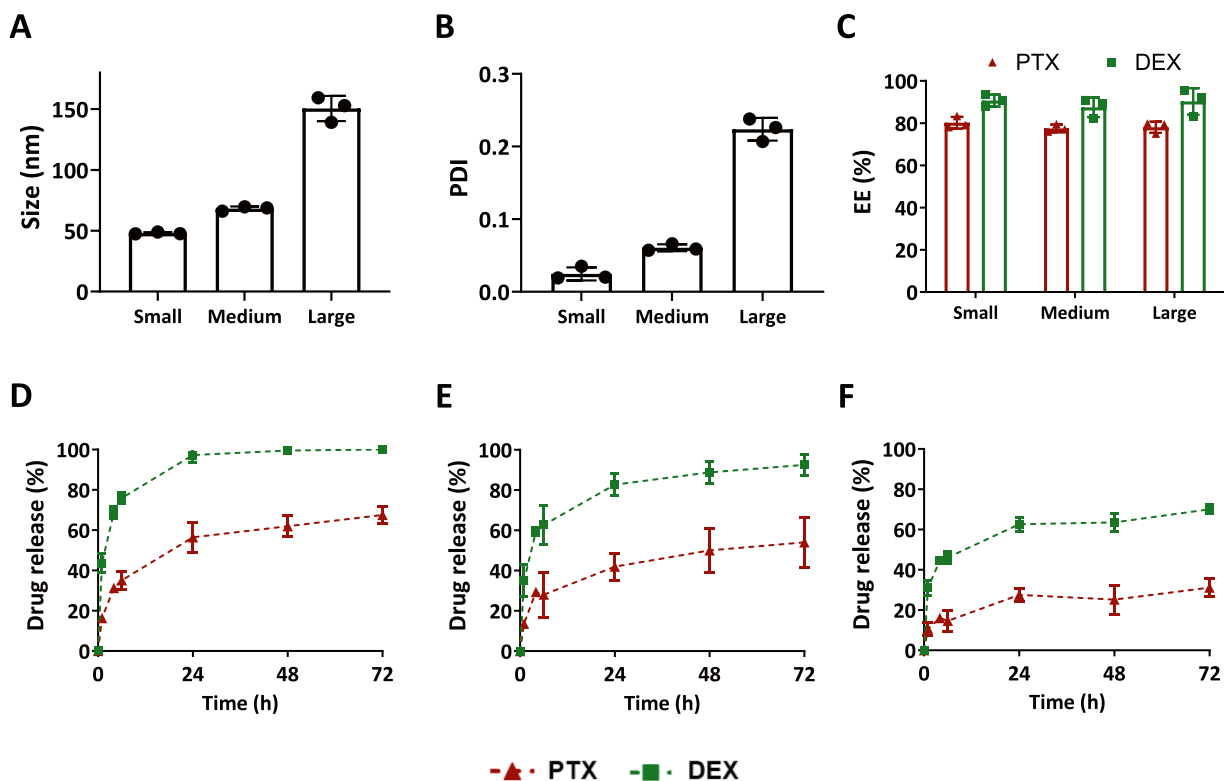 A
Size (nm)
150
100
50
0
Small Medium Large
B
PDI
0.3
0.2
0.1
0.0
Small Medium Large
C
PTX DEX
EE (%)
100
80
60
40
20
0
Small Medium Large
D
Drug release (%)
100
80
60
40
20
0
0 24 48 72
Time (h)
E
Drug release (%)
100
80
60
40
20
0
0 24 48 72
Time (h)
F
Drug release (%)
100
80
60
40
20
0
0 24 48 72
Time (h)
PTX DEX